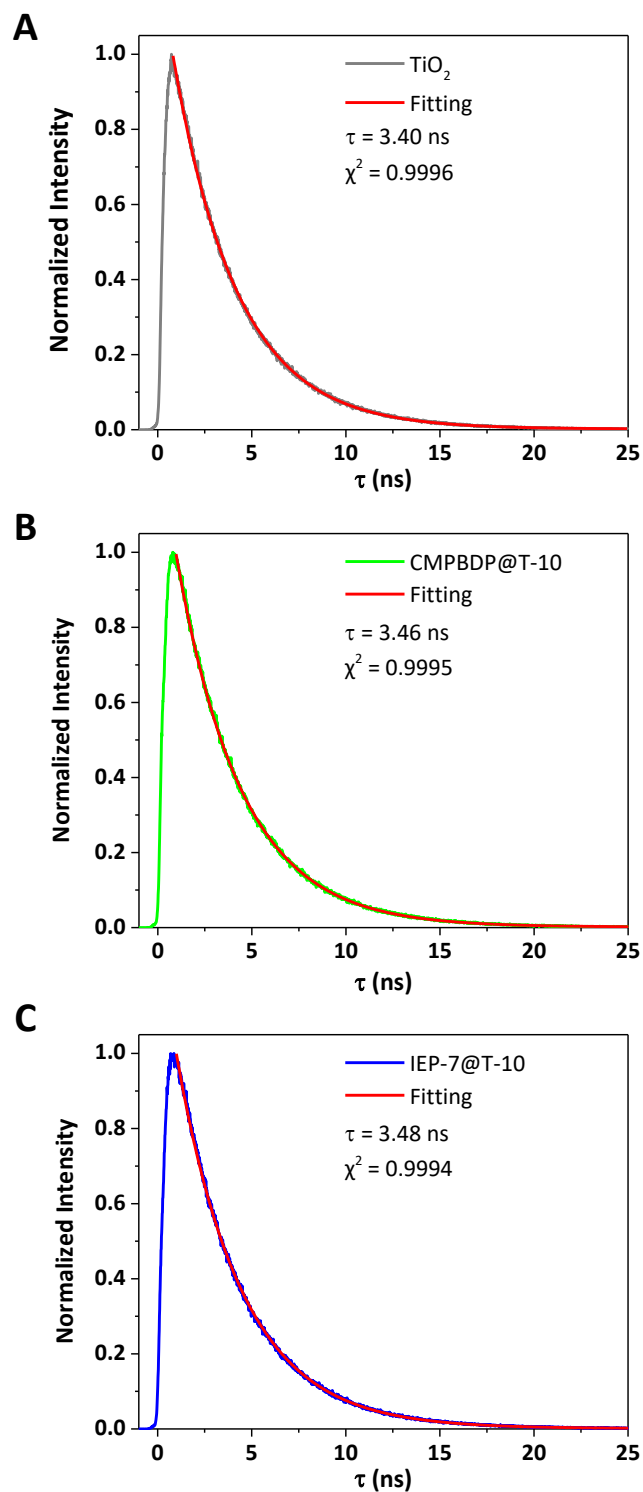 A
Normalized Intensity
1.0
0.8
0.6
0.4
0.2
0.0
TiO₂
Fitting
τ = 3.40 ns
χ² = 0.9996
0 5 10 15 20 25
τ (ns)
B
Normalized Intensity
1.0
0.8
0.6
0.4
0.2
0.0
CMPBDP@T-10
Fitting
τ = 3.46 ns
χ² = 0.9995
0 5 10 15 20 25
τ (ns)
C
Normalized Intensity
1.0
0.8
0.6
0.4
0.2
0.0
IEP-7@T-10
Fitting
τ = 3.48 ns
χ² = 0.9994
0 5 10 15 20 25
τ (ns)